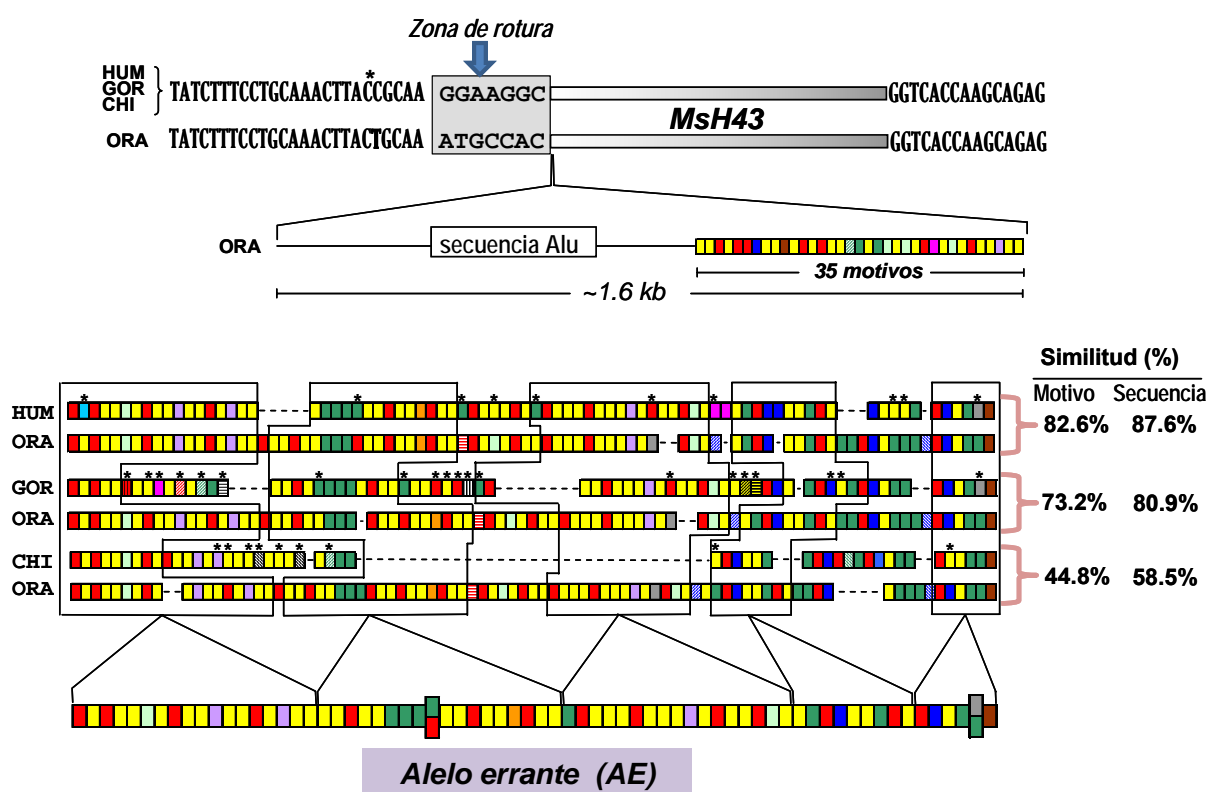 Zona de rotura
HUM
GOR
CHI
TATCTTTCCTGCAAACTTACCGCAA GGAAGGC GGTCACCAAGCAGAG
MsH43
ORA TATCTTTCCTGCAAACTTACTGCAA ATGCCAC GGTCACCAAGCAGAG
ORA secuencia Alu
35 motivos
~1.6 kb
Similitud (%)
Motivo Secuencia
HUM
82.6% 87.6%
ORA
GOR
73.2% 80.9%
ORA
CHI
44.8% 58.5%
ORA
Alelo errante (AE)